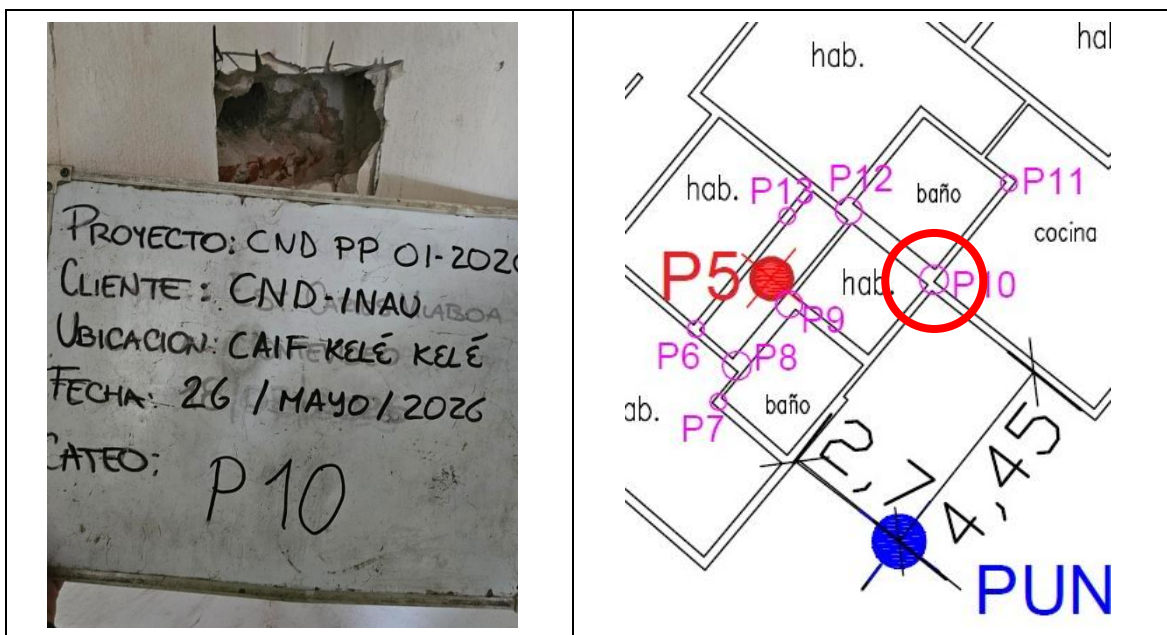 PROYECTO: CND PP 01-202
CLIENTE: CND-INAU
UBICACION: CAIF KELÉ KELÉ
FECHA: 26 / MAYO / 2026
CATEO:
P10
hab.
hal
hab.
P13
P12
baño
P11
cocina
P5
hab.
P10
P9
P6
P8
ab.
P7
baño
2,7
4,45
PUN